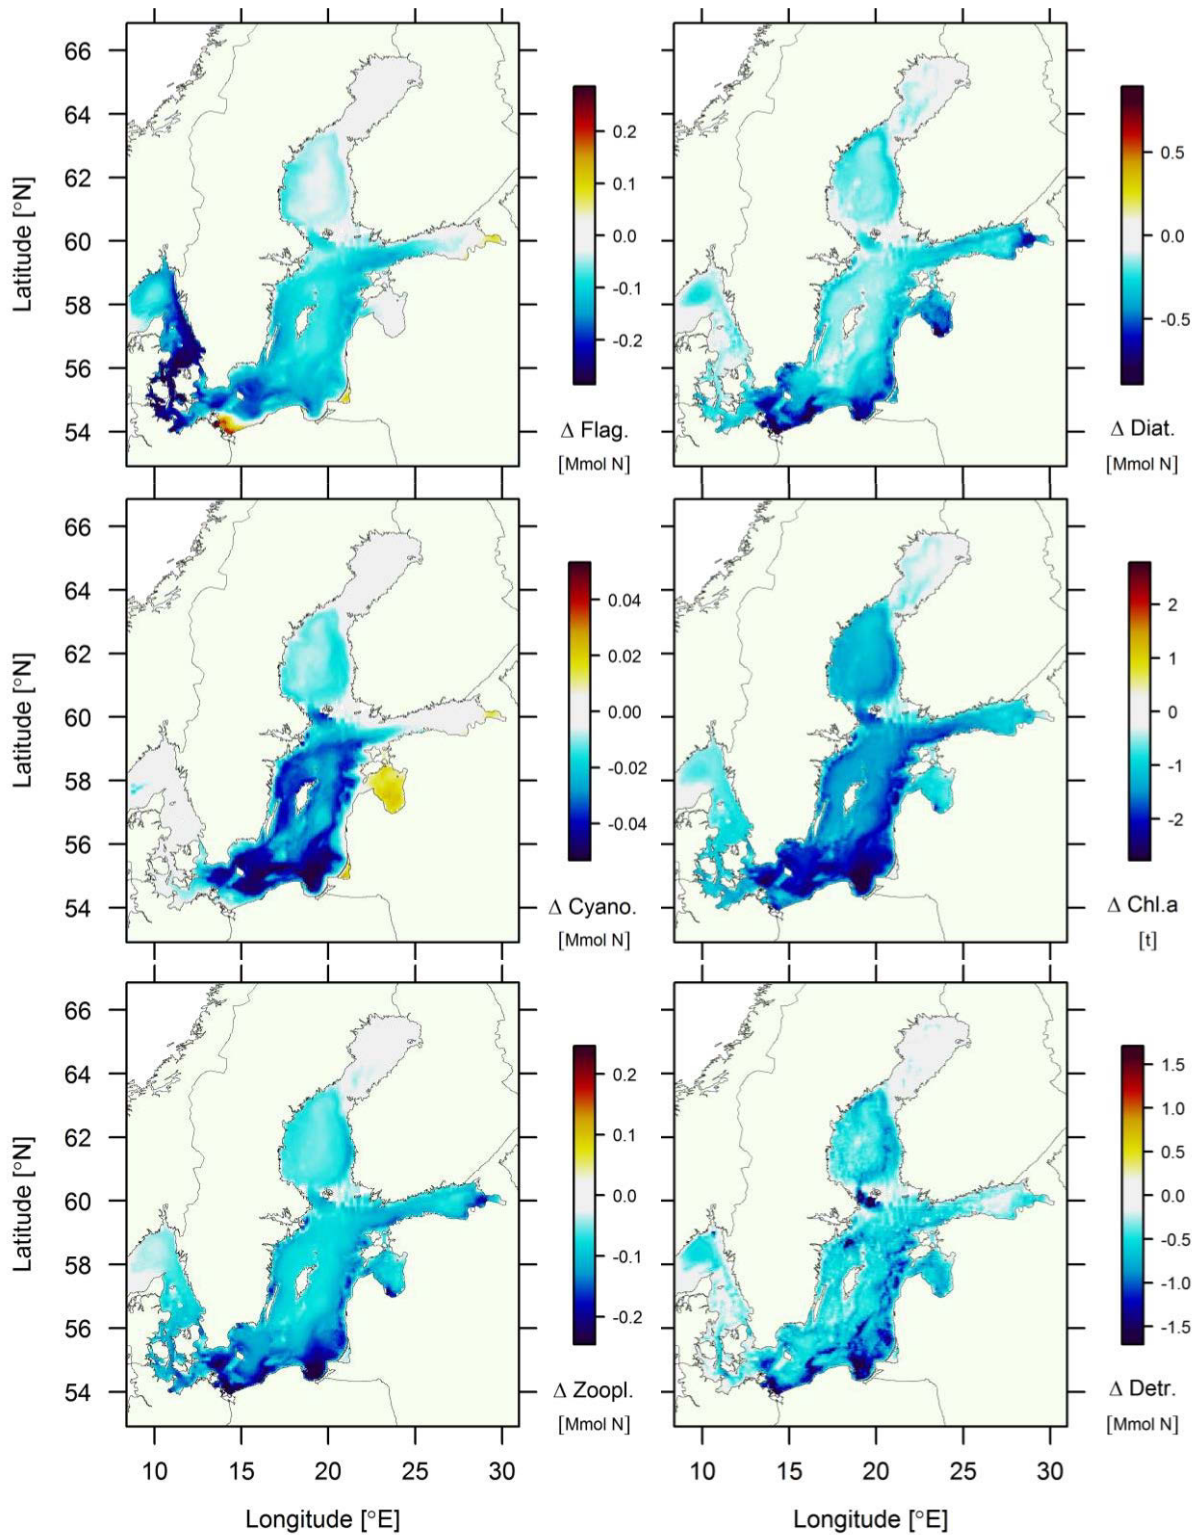 66
64
62
60
58
56
54
Latitude [°N]
0.2
0.1
0.0
-0.1
-0.2
Δ Flag.
[Mmol N]
0.5
0.0
-0.5
Δ Diat.
[Mmol N]
66
64
62
60
58
56
54
Latitude [°N]
0.04
0.02
0.00
-0.02
-0.04
Δ Cyano.
[Mmol N]
2
1
0
-1
-2
Δ Chl.a
[t]
66
64
62
60
58
56
54
Latitude [°N]
0.2
0.1
0.0
-0.1
-0.2
Δ Zoopl.
[Mmol N]
1.5
1.0
0.5
0.0
-0.5
-1.0
-1.5
Δ Detr.
[Mmol N]
10 15 20 25 30
Longitude [°E]
10 15 20 25 30
Longitude [°E]